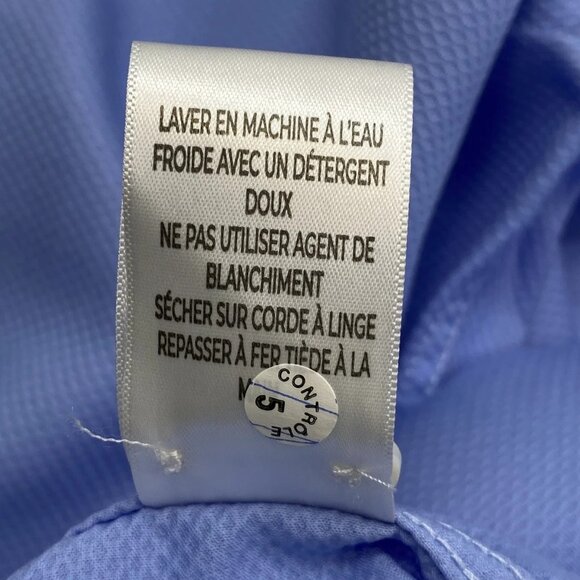 LAVER EN MACHINE À L'EAU
FROIDE AVEC UN DÉTERGENT
DOUX
NE PAS UTILISER AGENT DE
BLANCHIMENT
SÉCHER SUR CORDE À LINGE
REPASSER À FER TIÈDE À LA
CONTROLE
5